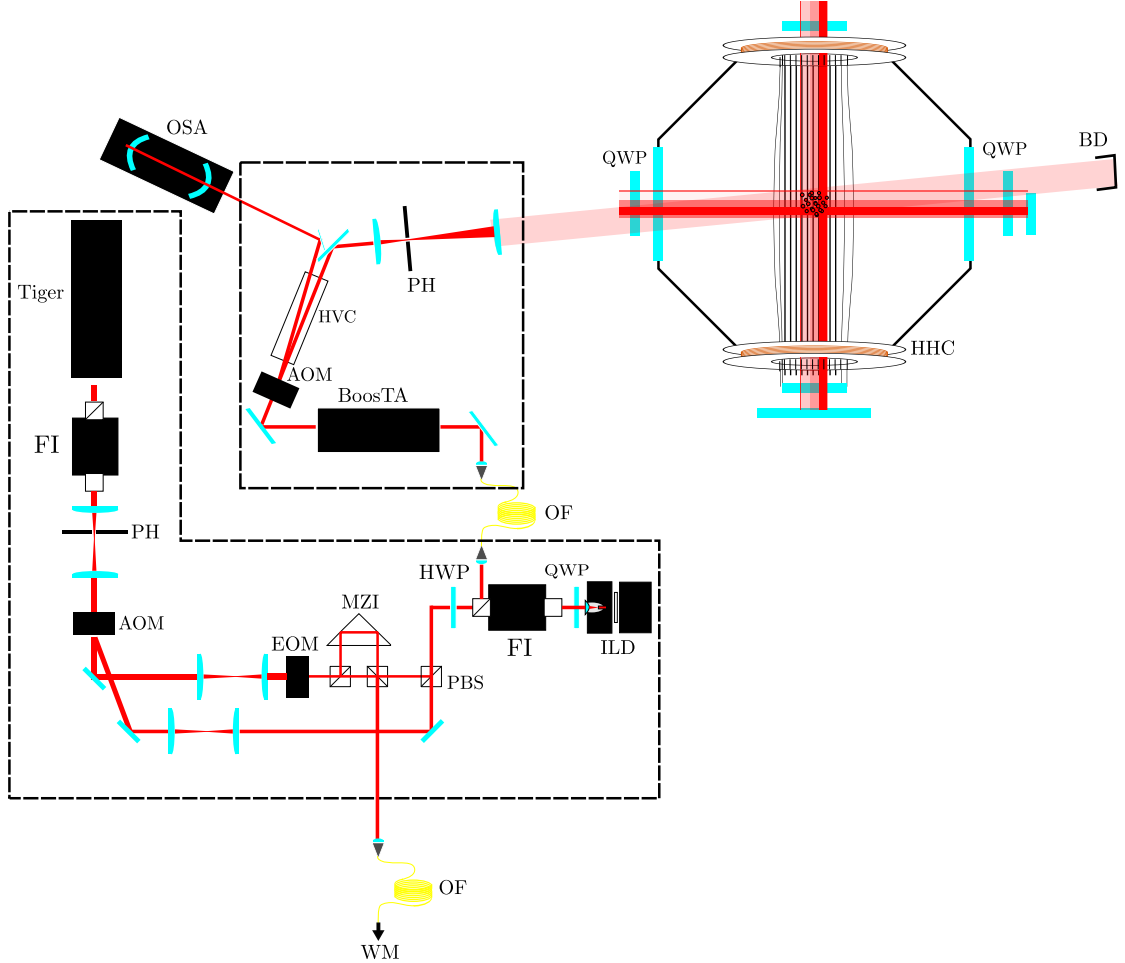 OSA
BD
QWP
QWP
Tiger
PH
HVC
HHC
AOM
BoosTA
FI
OF
PH
HWP
QWP
MZI
AOM
EOM
FI
ILD
PBS
OF
WM